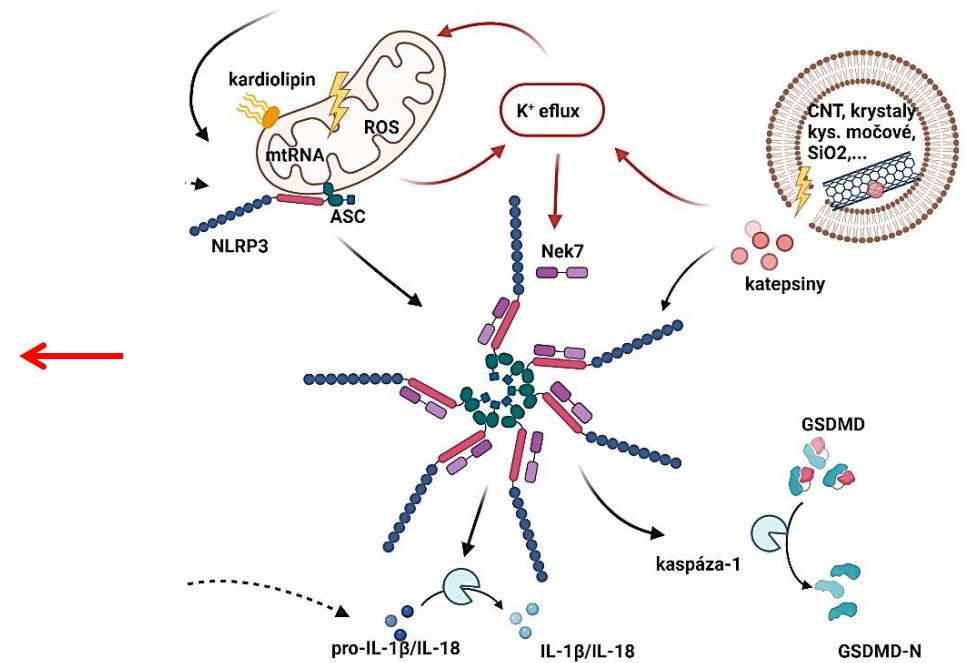 kardiolipin
ROS
mtRNA
ASC
NLRP3
K⁺ eflux
CNT, krystaly
kys. močové,
SiO2,...
Nek7
katepsiny
GSDMD
kaspáza-1
pro-IL-1β/IL-18
IL-1β/IL-18
GSDMD-N